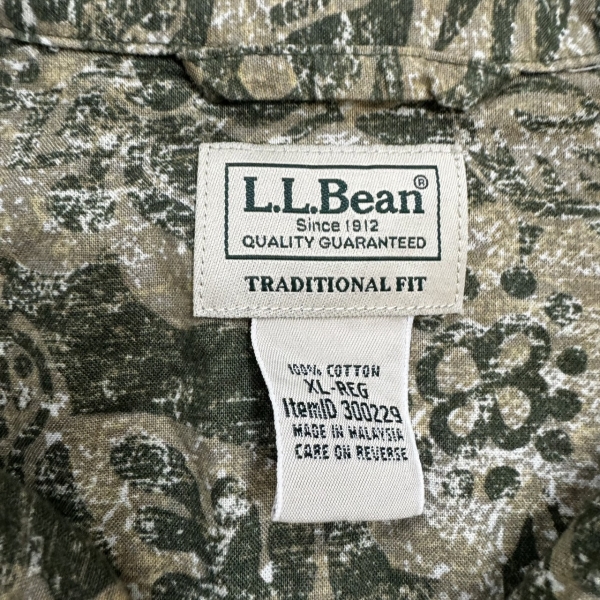 L.L.Bean®
Since 1912
QUALITY GUARANTEED
TRADITIONAL FIT
100% COTTON
XL-REG
ItemID 300229
MADE IN MALAYSIA
CARE ON REVERSE